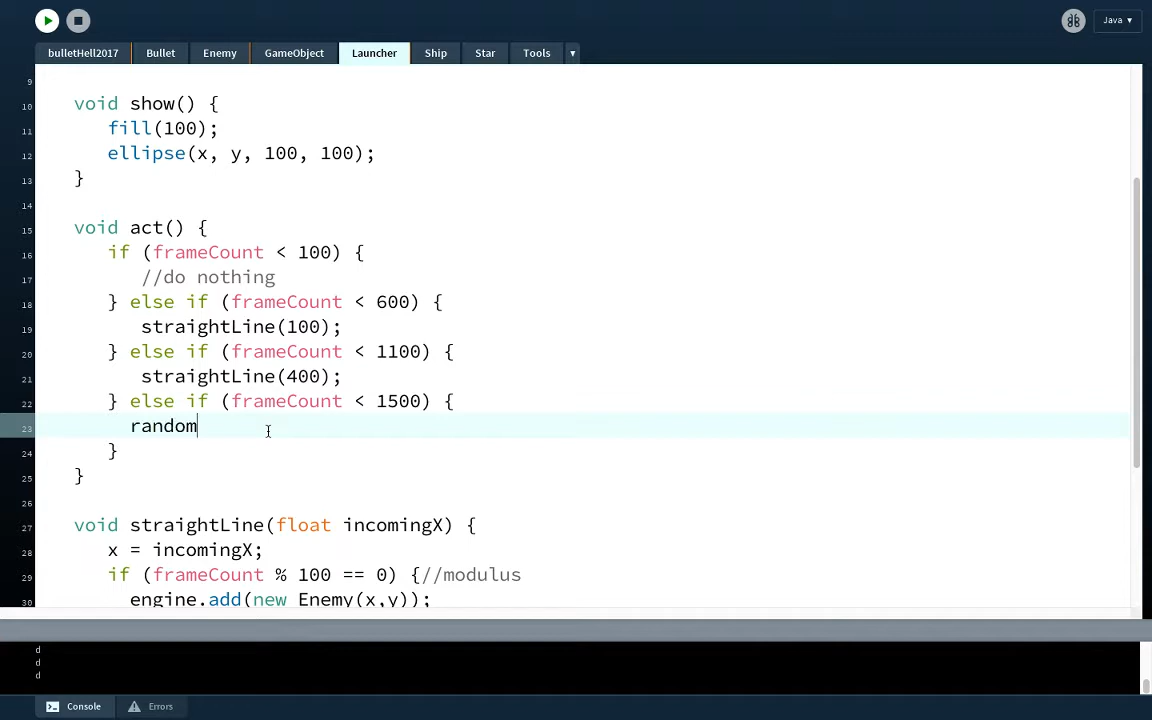 Java ▾
bulletHell2017 Bullet Enemy GameObject Launcher Ship Star Tools ▾
9
10 void show() {
11 fill(100);
12 ellipse(x, y, 100, 100);
13 }
14
15 void act() {
16 if (frameCount < 100) {
17 //do nothing
18 } else if (frameCount < 600) {
19 straightLine(100);
20 } else if (frameCount < 1100) {
21 straightLine(400);
22 } else if (frameCount < 1500) {
23 random
24 }
25 }
26
27 void straightLine(float incomingX) {
28 x = incomingX;
29 if (frameCount % 100 == 0) {//modulus
30 engine.add(new Enemy(x,y));
d
d
d
Console Errors